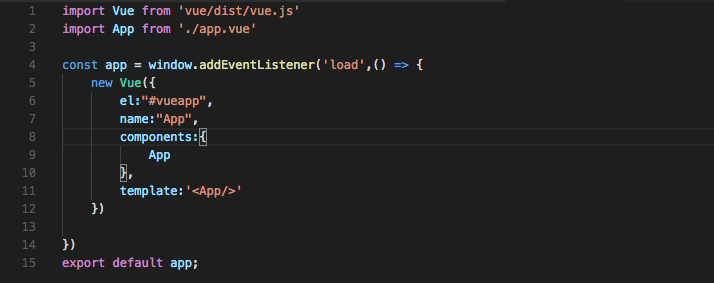 1 import Vue from 'vue/dist/vue.js'
2 import App from './app.vue'
3
4 const app = window.addEventListener('load',() => {
5     new Vue({
6         el:"#vueapp",
7         name:"App",
8         components:{
9             App
10         },
11         template:'<App/>'
12     })
13
14 })
15 export default app;